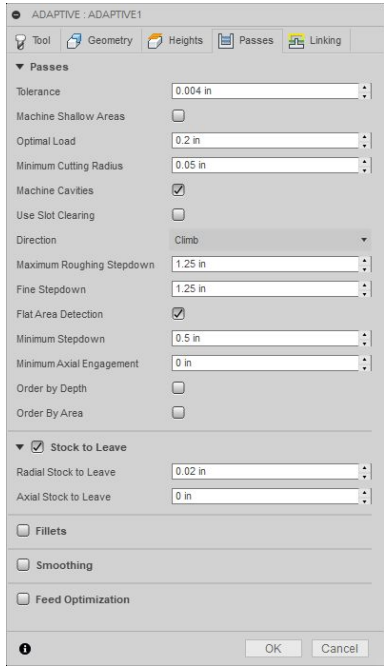 ADAPTIVE : ADAPTIVE1
Tool Geometry Heights Passes Linking
Passes
Tolerance 0.004 in
Machine Shallow Areas
Optimal Load 0.2 in
Minimum Cutting Radius 0.05 in
Machine Cavities
Use Slot Clearing
Direction Climb
Maximum Roughing Stepdown 1.25 in
Fine Stepdown 1.25 in
Flat Area Detection
Minimum Stepdown 0.5 in
Minimum Axial Engagement 0 in
Order by Depth
Order By Area
Stock to Leave
Radial Stock to Leave 0.02 in
Axial Stock to Leave 0 in
Fillets
Smoothing
Feed Optimization
OK Cancel